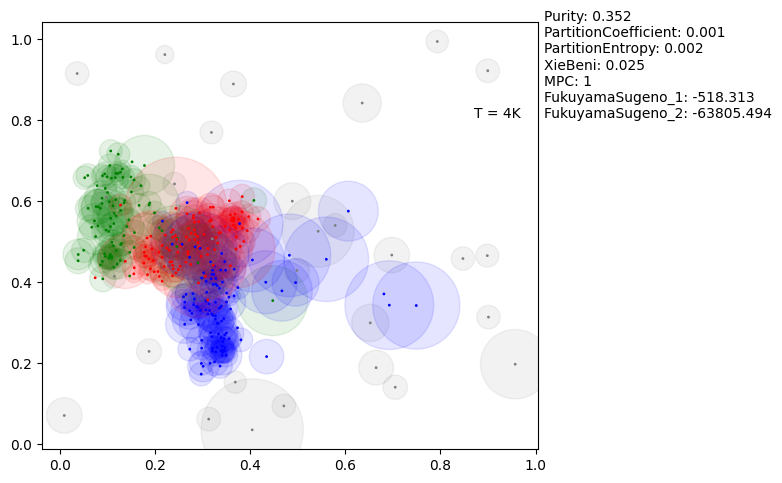 Purity: 0.352
PartitionCoefficient: 0.001
PartitionEntropy: 0.002
XieBeni: 0.025
MPC: 1
FukuyamaSugeno_1: -518.313
FukuyamaSugeno_2: -63805.494
T = 4K
1.0
0.8
0.6
0.4
0.2
0.0
0.0 0.2 0.4 0.6 0.8 1.0